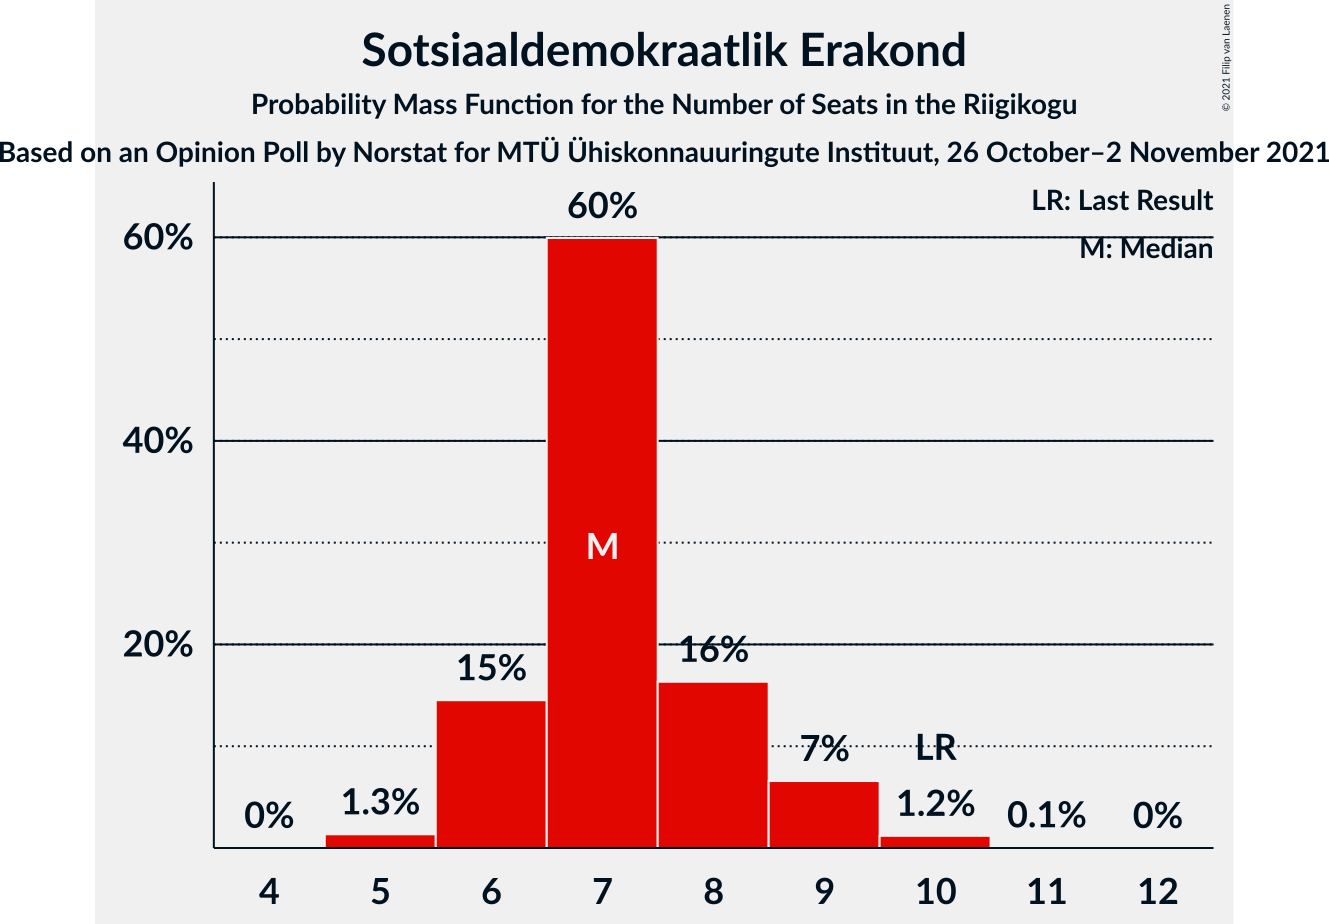 Sotsiaaldemokraatlik Erakond
Probability Mass Function for the Number of Seats in the Riigikogu
Based on an Opinion Poll by Norstat for MTÜ Ühiskonnauuringute Instituut, 26 October–2 November 2021
© 2021 Filip van Laenen
LR: Last Result
M: Median
60%
40%
20%
0%
1.3%
15%
60%
M
16%
7%
LR
1.2%
0.1%
0%
4 5 6 7 8 9 10 11 12